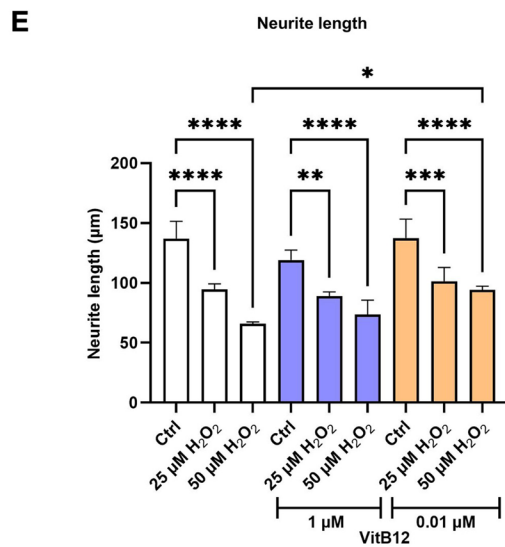 E
Neurite length
*
**** **** ****
**** ** ***
Neurite length (µm)
200
150
100
50
0
Ctrl
25 µM H₂O₂
50 µM H₂O₂
Ctrl
25 µM H₂O₂
50 µM H₂O₂
Ctrl
25 µM H₂O₂
50 µM H₂O₂
1 µM 0.01 µM
VitB12